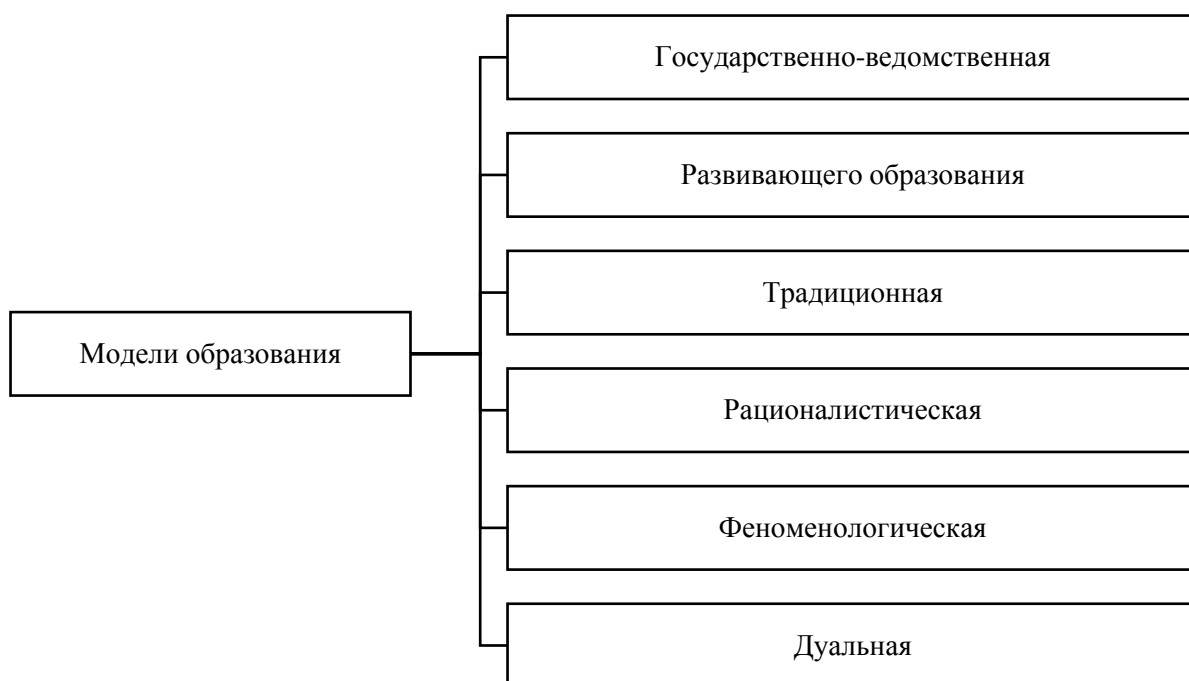 Государственно-ведомственная
Развивающего образования
Традиционная
Модели образования
Рационалистическая
Феноменологическая
Дуальная